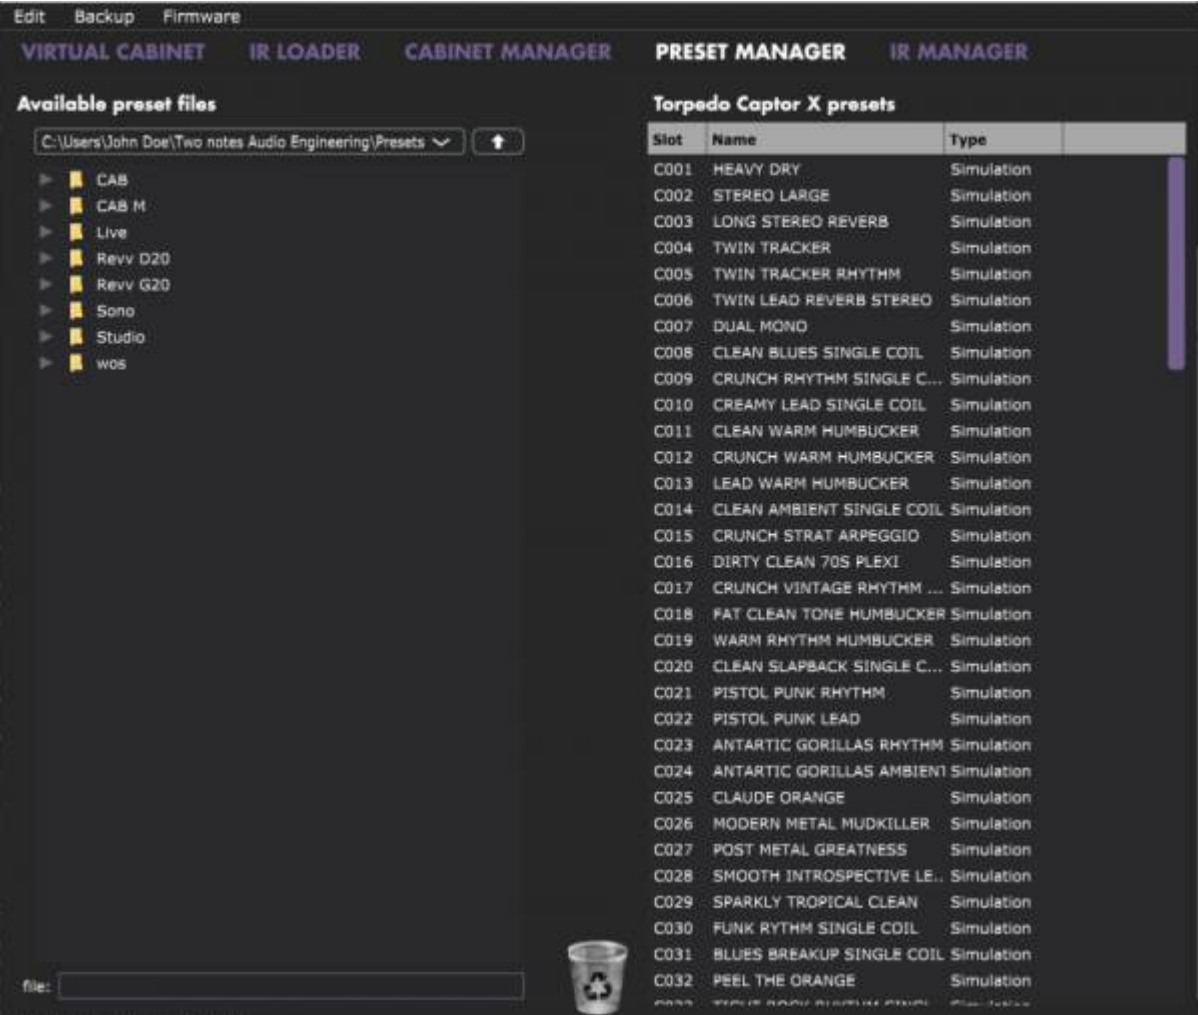 Edit Backup Firmware
VIRTUAL CABINET IR LOADER CABINET MANAGER PRESET MANAGER IR MANAGER
Available preset files
C:\Users\John Doe\Two notes Audio Engineering\Presets
CAB
CAB M
Live
Revv D20
Revv G20
Sono
Studio
wos
file:
Torpedo Captor X presets
Slot Name Type
C001 HEAVY DRY Simulation
C002 STEREO LARGE Simulation
C003 LONG STEREO REVERB Simulation
C004 TWIN TRACKER Simulation
C005 TWIN TRACKER RHYTHM Simulation
C006 TWIN LEAD REVERB STEREO Simulation
C007 DUAL MONO Simulation
C008 CLEAN BLUES SINGLE COIL Simulation
C009 CRUNCH RHYTHM SINGLE C... Simulation
C010 CREAMY LEAD SINGLE COIL Simulation
C011 CLEAN WARM HUMBUCKER Simulation
C012 CRUNCH WARM HUMBUCKER Simulation
C013 LEAD WARM HUMBUCKER Simulation
C014 CLEAN AMBIENT SINGLE COIL Simulation
C015 CRUNCH STRAT ARPEGGIO Simulation
C016 DIRTY CLEAN 70S PLEXI Simulation
C017 CRUNCH VINTAGE RHYTHM ... Simulation
C018 FAT CLEAN TONE HUMBUCKER Simulation
C019 WARM RHYTHM HUMBUCKER Simulation
C020 CLEAN SLAPBACK SINGLE C... Simulation
C021 PISTOL PUNK RHYTHM Simulation
C022 PISTOL PUNK LEAD Simulation
C023 ANTARTIC GORILLAS RHYTHM Simulation
C024 ANTARTIC GORILLAS AMBIENT Simulation
C025 CLAUDE ORANGE Simulation
C026 MODERN METAL MUDKILLER Simulation
C027 POST METAL GREATNESS Simulation
C028 SMOOTH INTROSPECTIVE LE... Simulation
C029 SPARKLY TROPICAL CLEAN Simulation
C030 FUNK RYTHM SINGLE COIL Simulation
C031 BLUES BREAKUP SINGLE COIL Simulation
C032 PEEL THE ORANGE Simulation